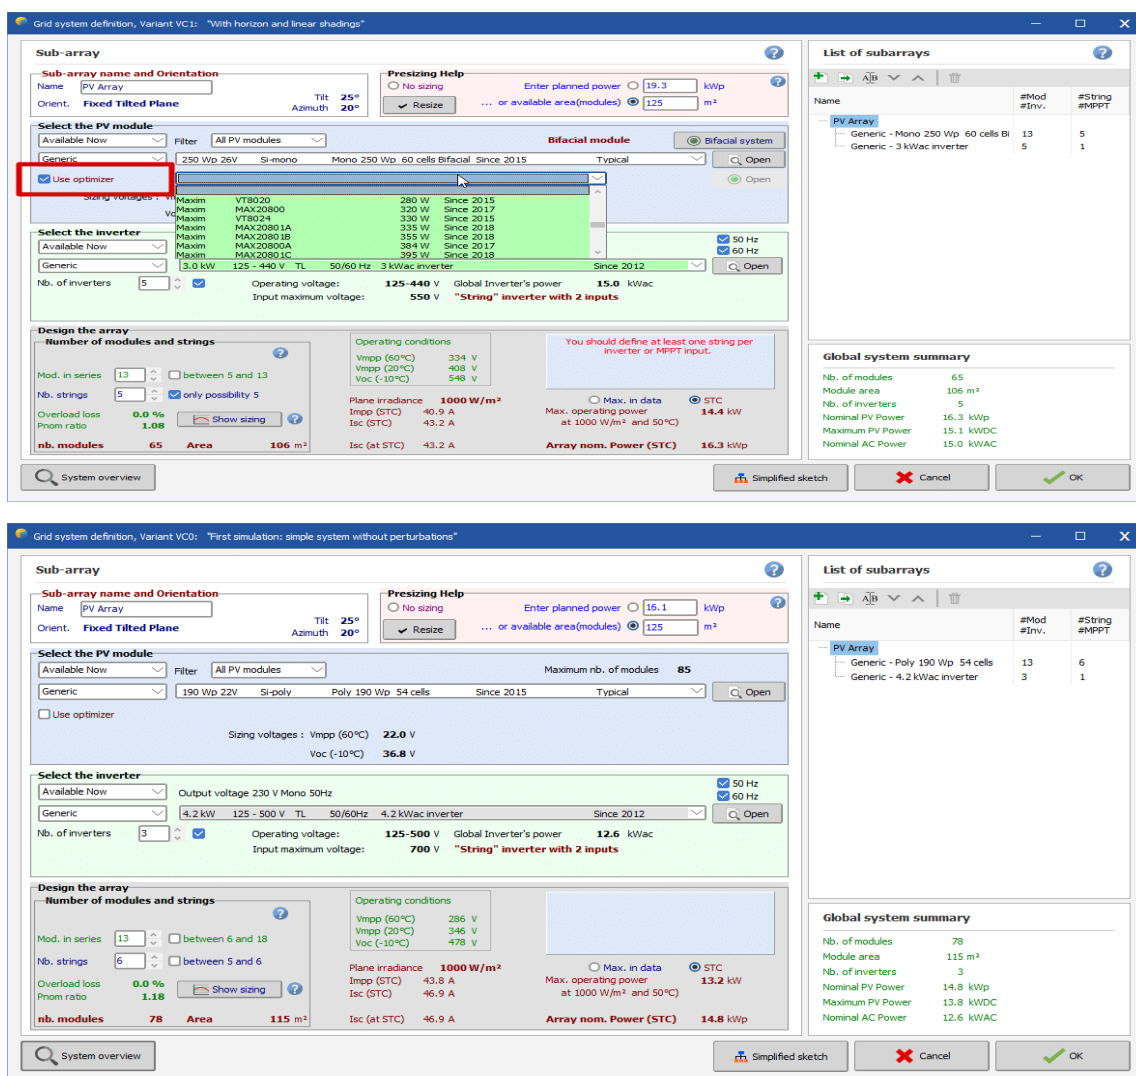 Grid system definition, Variant VC1: "With horizon and linear shadings"
Sub-array
List of subarrays
Sub-array name and Orientation
Name PV Array
Orient. Fixed Tilted Plane
Tilt 25°
Azimuth 20°
Presizing Help
No sizing
Enter planned power 19.3 kWp
Resize
... or available area(modules) 125 m²
Name #Mod #String
#Inv. #MPPT
PV Array
Generic - Mono 250 Wp 60 cells Bi 13 5
Generic - 3 kWac inverter 5 1
Select the PV module
Available Now Filter All PV modules Bifacial module Bifacial system
Generic 250 Wp 26V Si-mono Mono 250 Wp 60 cells Bifacial Since 2015 Typical Open
Use optimizer Open
Sizing voltages :
Maxim VT8020 280 W Since 2015
Maxim MAX20800 320 W Since 2017
Maxim VT8024 330 W Since 2015
Maxim MAX20801A 335 W Since 2018
Maxim MAX20801B 355 W Since 2018
Maxim MAX20800A 384 W Since 2017
Maxim MAX20801C 395 W Since 2018
Select the inverter
Available Now
50 Hz
60 Hz
Generic 3.0 kW 125 - 440 V TL 50/60 Hz 3 kWac inverter Since 2012 Open
Nb. of inverters 5 Operating voltage: 125-440 V Global Inverter's power 15.0 kWac
Input maximum voltage: 550 V "String" inverter with 2 inputs
Design the array
Number of modules and strings
Mod. in series 13 between 5 and 13
Nb. strings 5 only possibility 5
Overload loss 0.0 %
Pnom ratio 1.08
Show sizing
nb. modules 65 Area 106 m²
Operating conditions
Vmpp (60°C) 334 V
Vmpp (20°C) 408 V
Voc (-10°C) 548 V
Plane irradiance 1000 W/m²
Impp (STC) 40.9 A
Isc (STC) 43.2 A
Isc (at STC) 43.2 A
You should define at least one string per
inverter or MPPT input.
Max. in data STC
Max. operating power 14.4 kW
at 1000 W/m² and 50°C)
Array nom. Power (STC) 16.3 kWp
Global system summary
Nb. of modules 65
Module area 106 m²
Nb. of inverters 5
Nominal PV Power 16.3 kWp
Maximum PV Power 15.1 kWDC
Nominal AC Power 15.0 kWAC
System overview Simplified sketch Cancel OK
Grid system definition, Variant VC0: "First simulation: simple system without perturbations"
Sub-array
List of subarrays
Sub-array name and Orientation
Name PV Array
Orient. Fixed Tilted Plane
Tilt 25°
Azimuth 20°
Presizing Help
No sizing
Enter planned power 16.1 kWp
Resize
... or available area(modules) 125 m²
Name #Mod #String
#Inv. #MPPT
PV Array
Generic - Poly 190 Wp 54 cells 13 6
Generic - 4.2 kWac inverter 3 1
Select the PV module
Available Now Filter All PV modules Maximum nb. of modules 85
Generic 190 Wp 22V Si-poly Poly 190 Wp 54 cells Since 2015 Typical Open
Use optimizer
Sizing voltages : Vmpp (60°C) 22.0 V
Voc (-10°C) 36.8 V
Select the inverter
Available Now Output voltage 230 V Mono 50Hz
50 Hz
60 Hz
Generic 4.2 kW 125 - 500 V TL 50/60Hz 4.2 kWac inverter Since 2012 Open
Nb. of inverters 3 Operating voltage: 125-500 V Global Inverter's power 12.6 kWac
Input maximum voltage: 700 V "String" inverter with 2 inputs
Design the array
Number of modules and strings
Mod. in series 13 between 6 and 18
Nb. strings 6 between 5 and 6
Overload loss 0.0 %
Pnom ratio 1.18
Show sizing
nb. modules 78 Area 115 m²
Operating conditions
Vmpp (60°C) 286 V
Vmpp (20°C) 346 V
Voc (-10°C) 478 V
Plane irradiance 1000 W/m²
Impp (STC) 43.8 A
Isc (STC) 46.9 A
Isc (at STC) 46.9 A
Max. in data STC
Max. operating power 13.2 kW
at 1000 W/m² and 50°C)
Array nom. Power (STC) 14.8 kWp
Global system summary
Nb. of modules 78
Module area 115 m²
Nb. of inverters 3
Nominal PV Power 14.8 kWp
Maximum PV Power 13.8 kWDC
Nominal AC Power 12.6 kWAC
System overview Simplified sketch Cancel OK